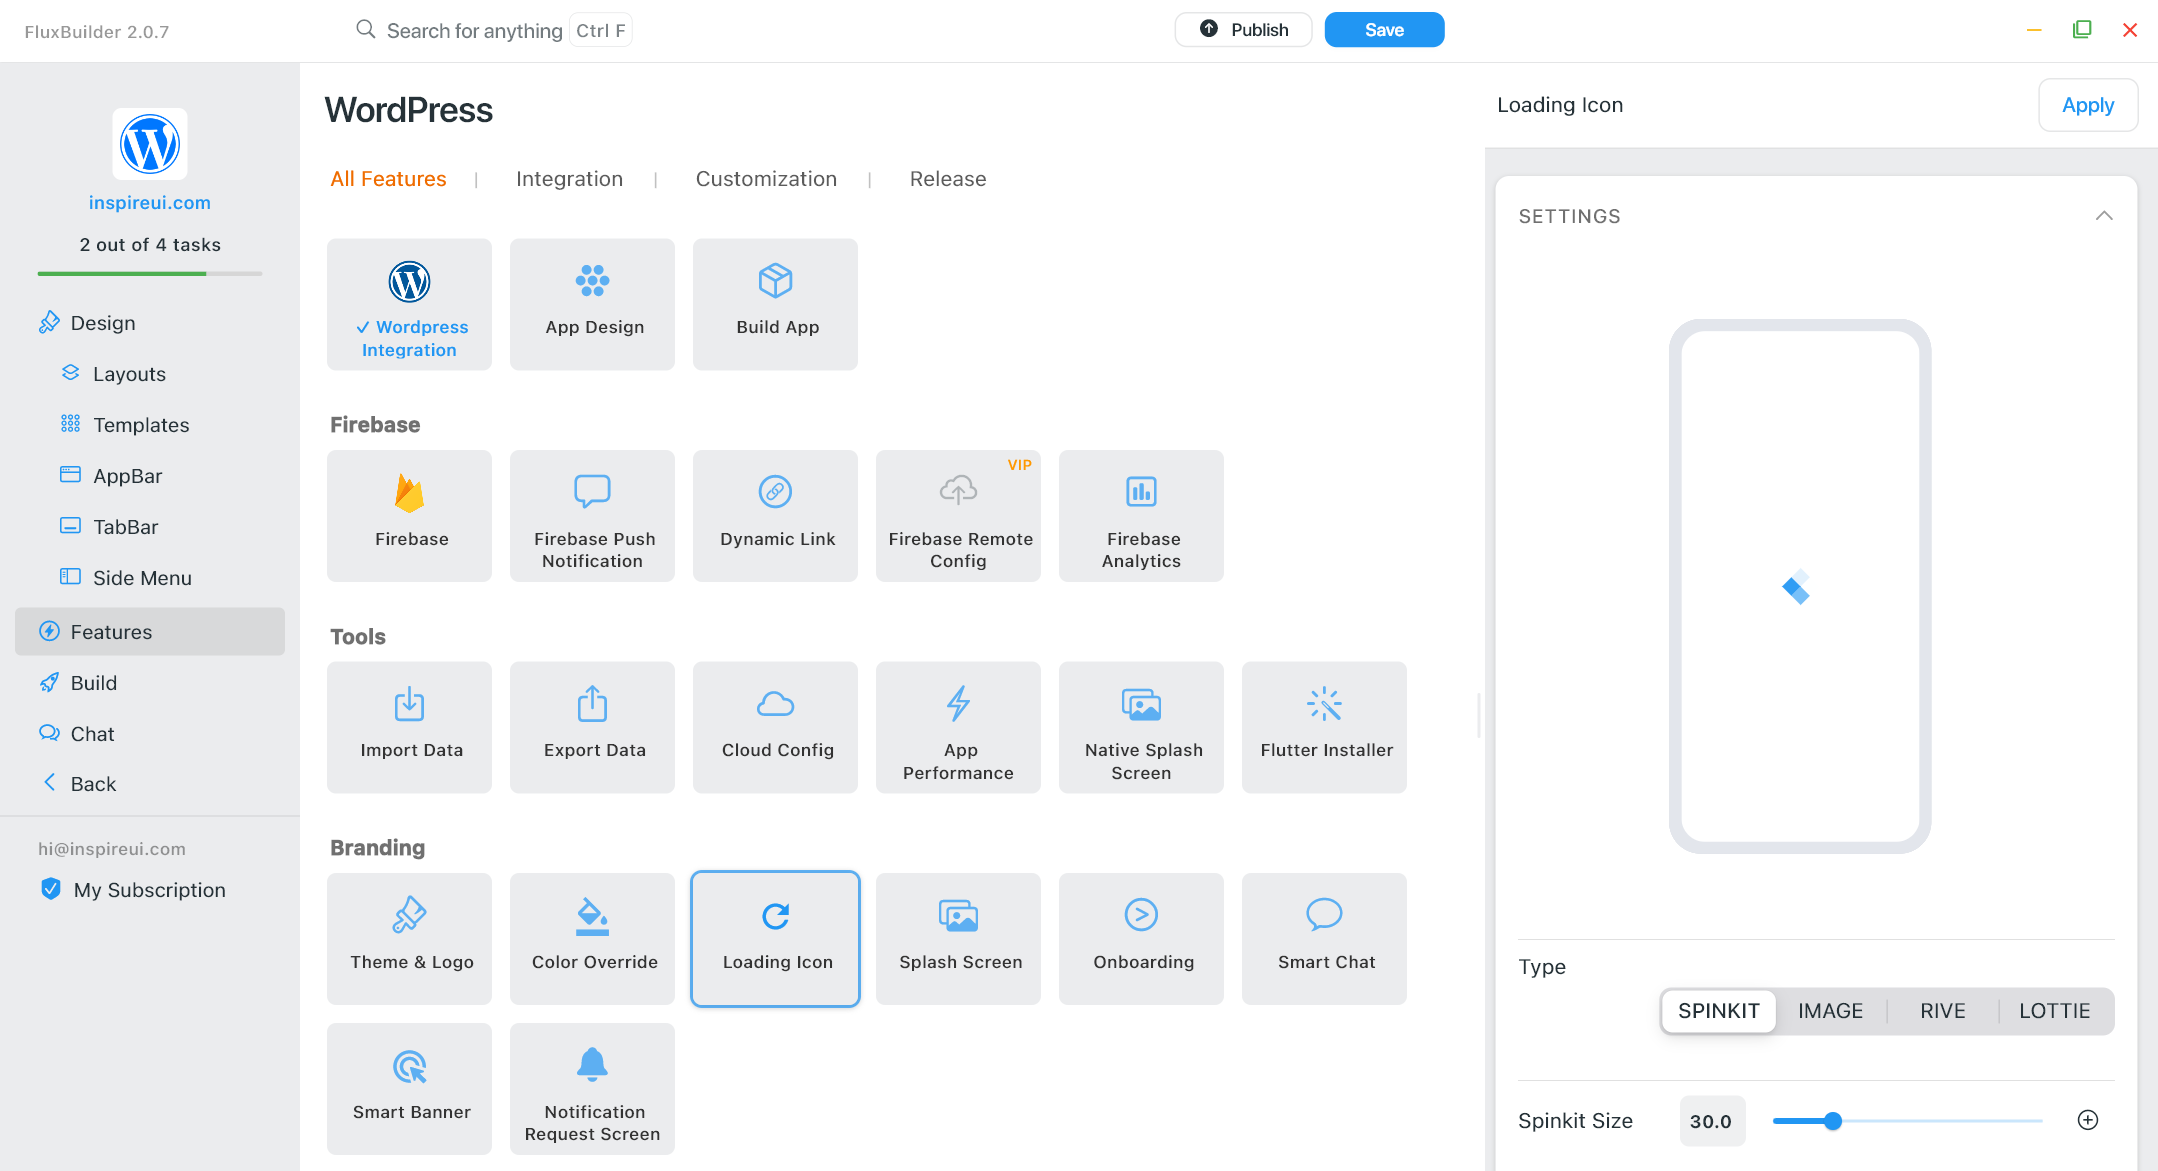 FluxBuilder 2.0.7
Search for anything Ctrl F
Publish
Save
inspireui.com
2 out of 4 tasks
Design
Layouts
Templates
AppBar
TabBar
Side Menu
Features
Build
Chat
Back
hi@inspireui.com
My Subscription
WordPress
All Features | Integration | Customization | Release
✓ Wordpress
Integration
App Design
Build App
Firebase
Firebase
Firebase Push
Notification
Dynamic Link
VIP
Firebase Remote
Config
Firebase
Analytics
Tools
Import Data
Export Data
Cloud Config
App
Performance
Native Splash
Screen
Flutter Installer
Branding
Theme & Logo
Color Override
Loading Icon
Splash Screen
Onboarding
Smart Chat
Smart Banner
Notification
Request Screen
Loading Icon
Apply
SETTINGS
Type
SPINKIT IMAGE RIVE LOTTIE
Spinkit Size 30.0